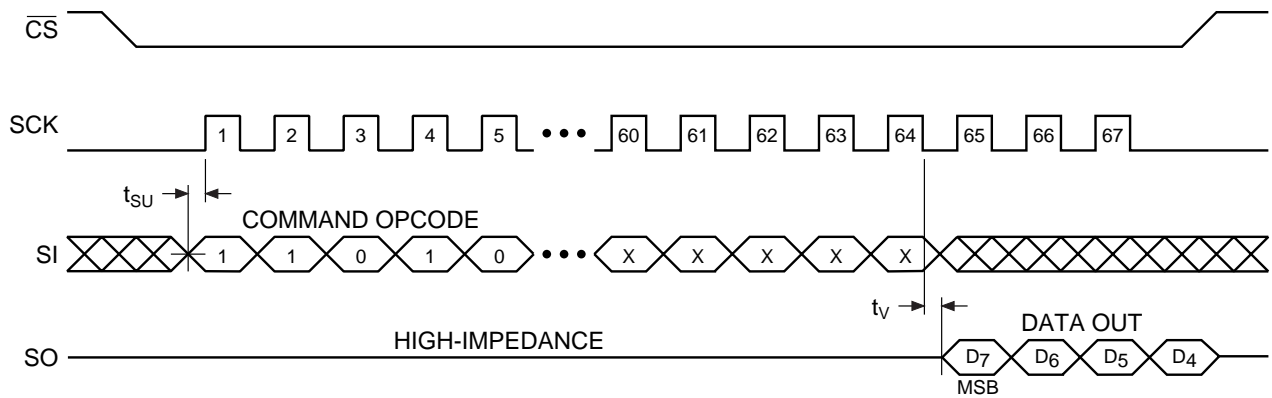 CS
SCK 1 2 3 4 5 ••• 60 61 62 63 64 65 66 67
tSU
COMMAND OPCODE
SI 1 1 0 1 0 ••• X X X X X
tV
HIGH-IMPEDANCE DATA OUT
SO D7 D6 D5 D4
MSB